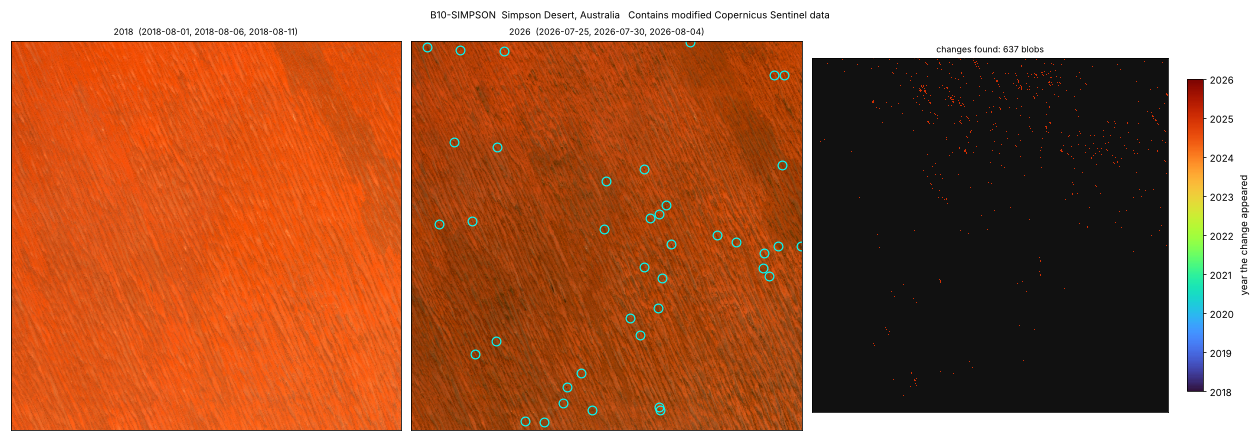 B10-SIMPSON  Simpson Desert, Australia   Contains modified Copernicus Sentinel data
2018  (2018-08-01, 2018-08-06, 2018-08-11)
2026  (2026-07-25, 2026-07-30, 2026-08-04)
changes found: 637 blobs
2026
2025
2024
2023
2022
2021
2020
2019
2018
year the change appeared